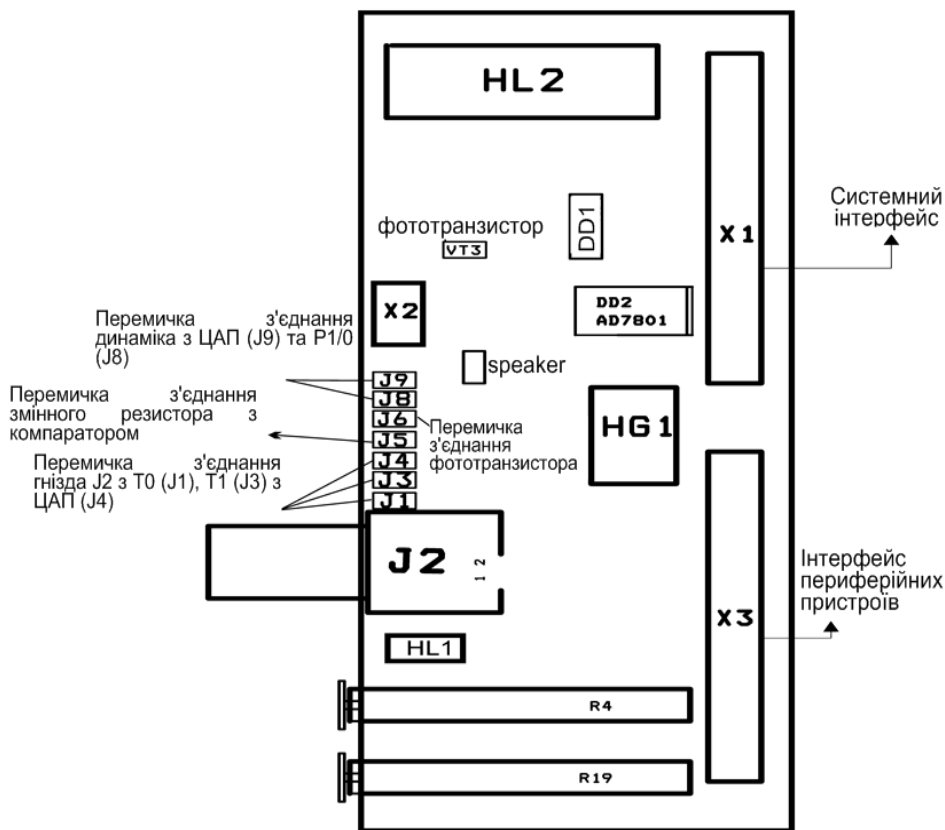 HL2
Системний
інтерфейс
X1
DD1
фототранзистор
VT3
X2
DD2
AD7801
Перемичка з'єднання
динаміка з ЦАП (J9) та P1/0
(J8)
speaker
J9
J8
J6
J5
J4
J3
J1
Перемичка з'єднання
змінного резистора з
компаратором
Перемичка
з'єднання
фототранзистора
HG1
Перемичка з'єднання
гнізда J2 з T0 (J1), T1 (J3) з
ЦАП (J4)
J2
1 2
Інтерфейс
периферійних
пристроїв
X3
HL1
R4
R19